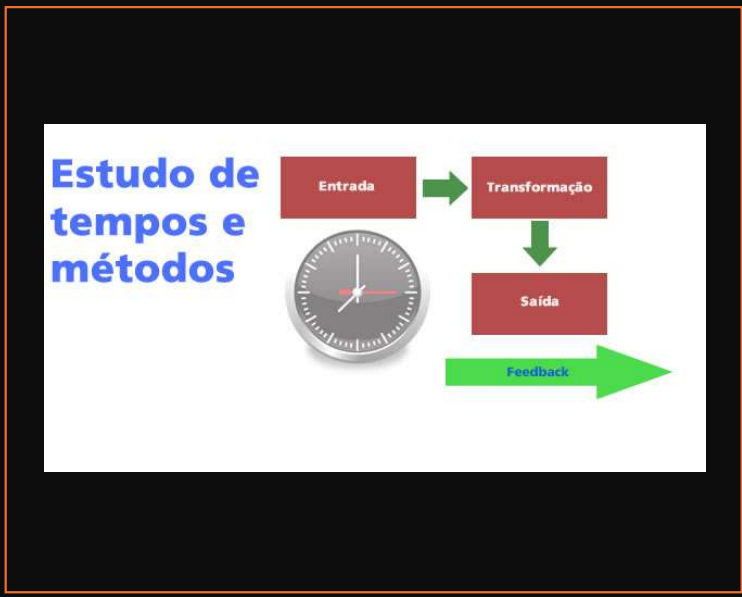 Estudo de
tempos e
métodos
Entrada
Transformação
Saída
Feedback